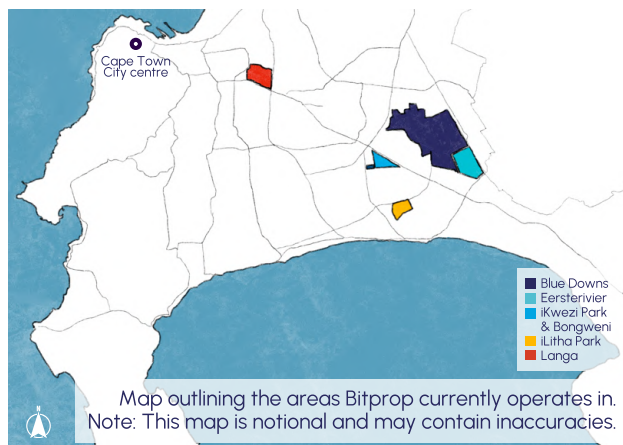 Cape Town
City centre
Blue Downs
Eersterivier
iKwezi Park
& Bongweni
iLitha Park
Langa
Map outlining the areas Bitprop currently operates in.
Note: This map is notional and may contain inaccuracies.
N